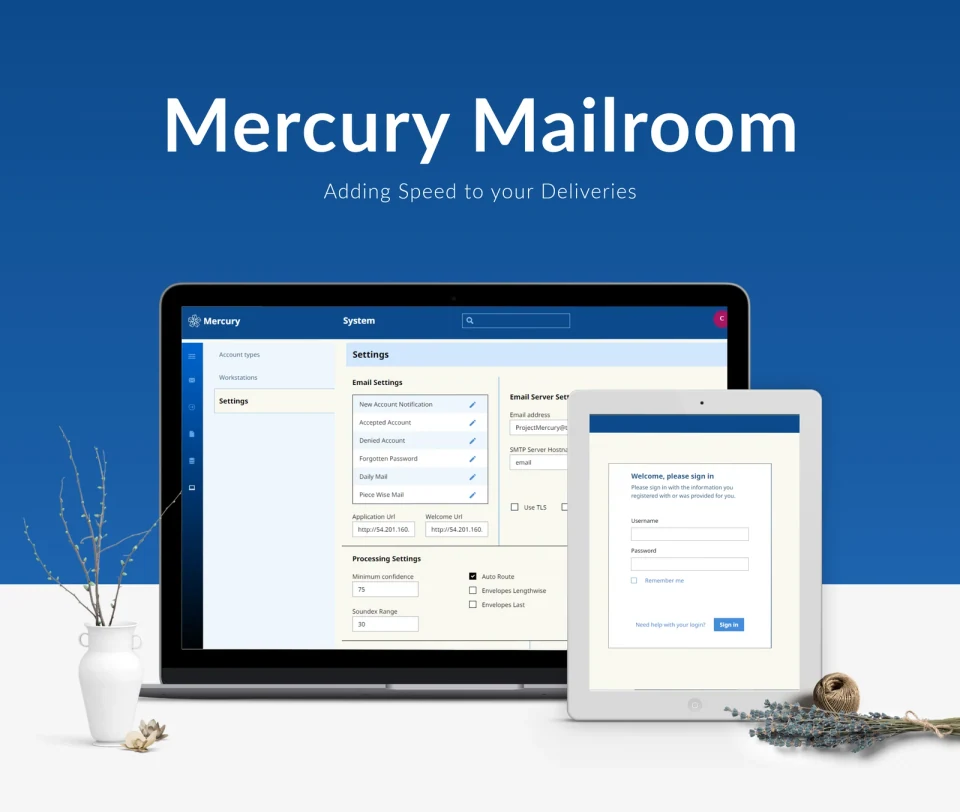 Mercury Mailroom
Adding Speed to your Deliveries
Mercury
System
C
Account types
Workstations
Settings
Settings
Email Settings
New Account Notification
Accepted Account
Denied Account
Forgotten Password
Daily Mail
Piece Wise Mail
Application Url
Welcome Url
http://54.201.160.
http://54.201.160.
Email Server Set
Email address
ProjectMercury@t
SMTP Server Hostna
email
Use TLS
Processing Settings
Minimum confidence
75
Soundex Range
30
Auto Route
Envelopes Lengthwise
Envelopes Last
Welcome, please sign in
Please sign in with the information you
registered with or was provided for you.
Username
Password
Remember me
Need help with your login?
Sign in